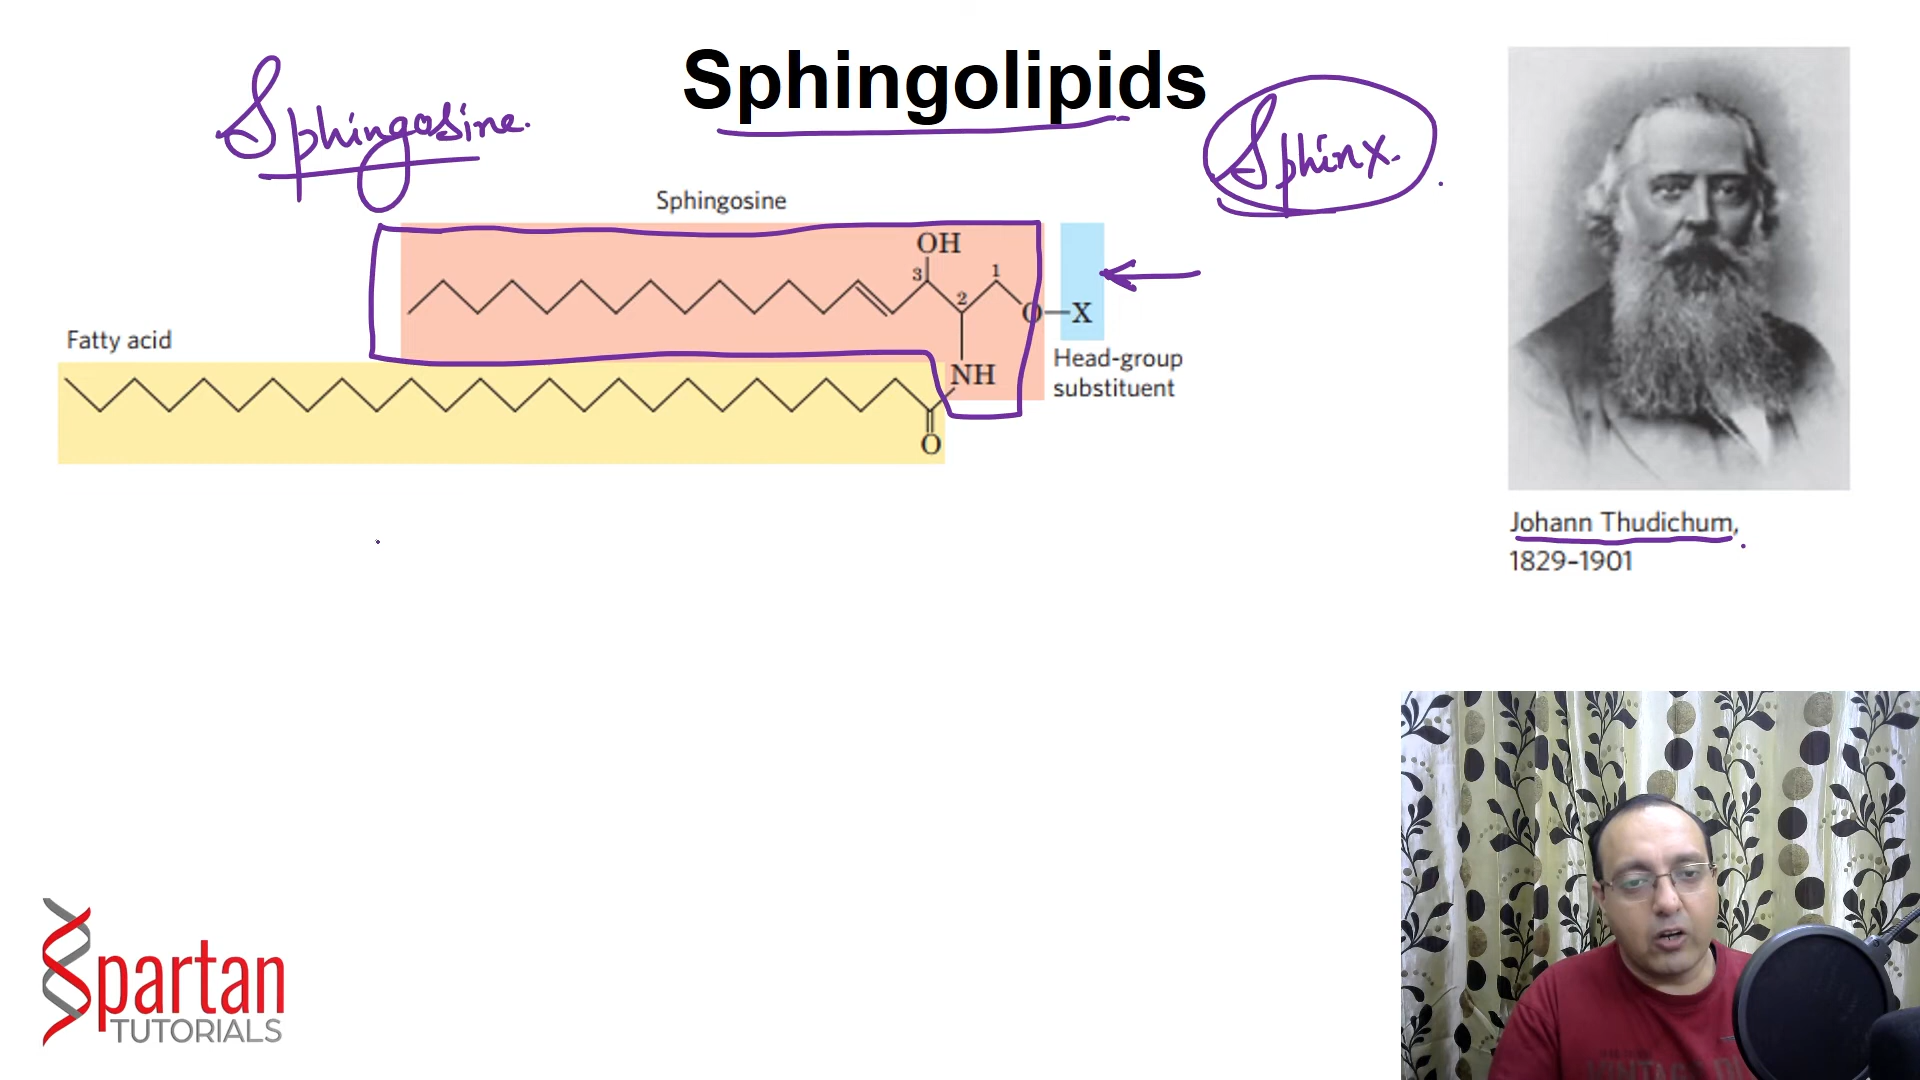 Sphingolipids
Sphingosine.
Sphinx.
Sphingosine
OH
3
2
1
O—X
Fatty acid
NH
O
Head-group
substituent
Johann Thudichum,
1829–1901
Spartan
TUTORIALS